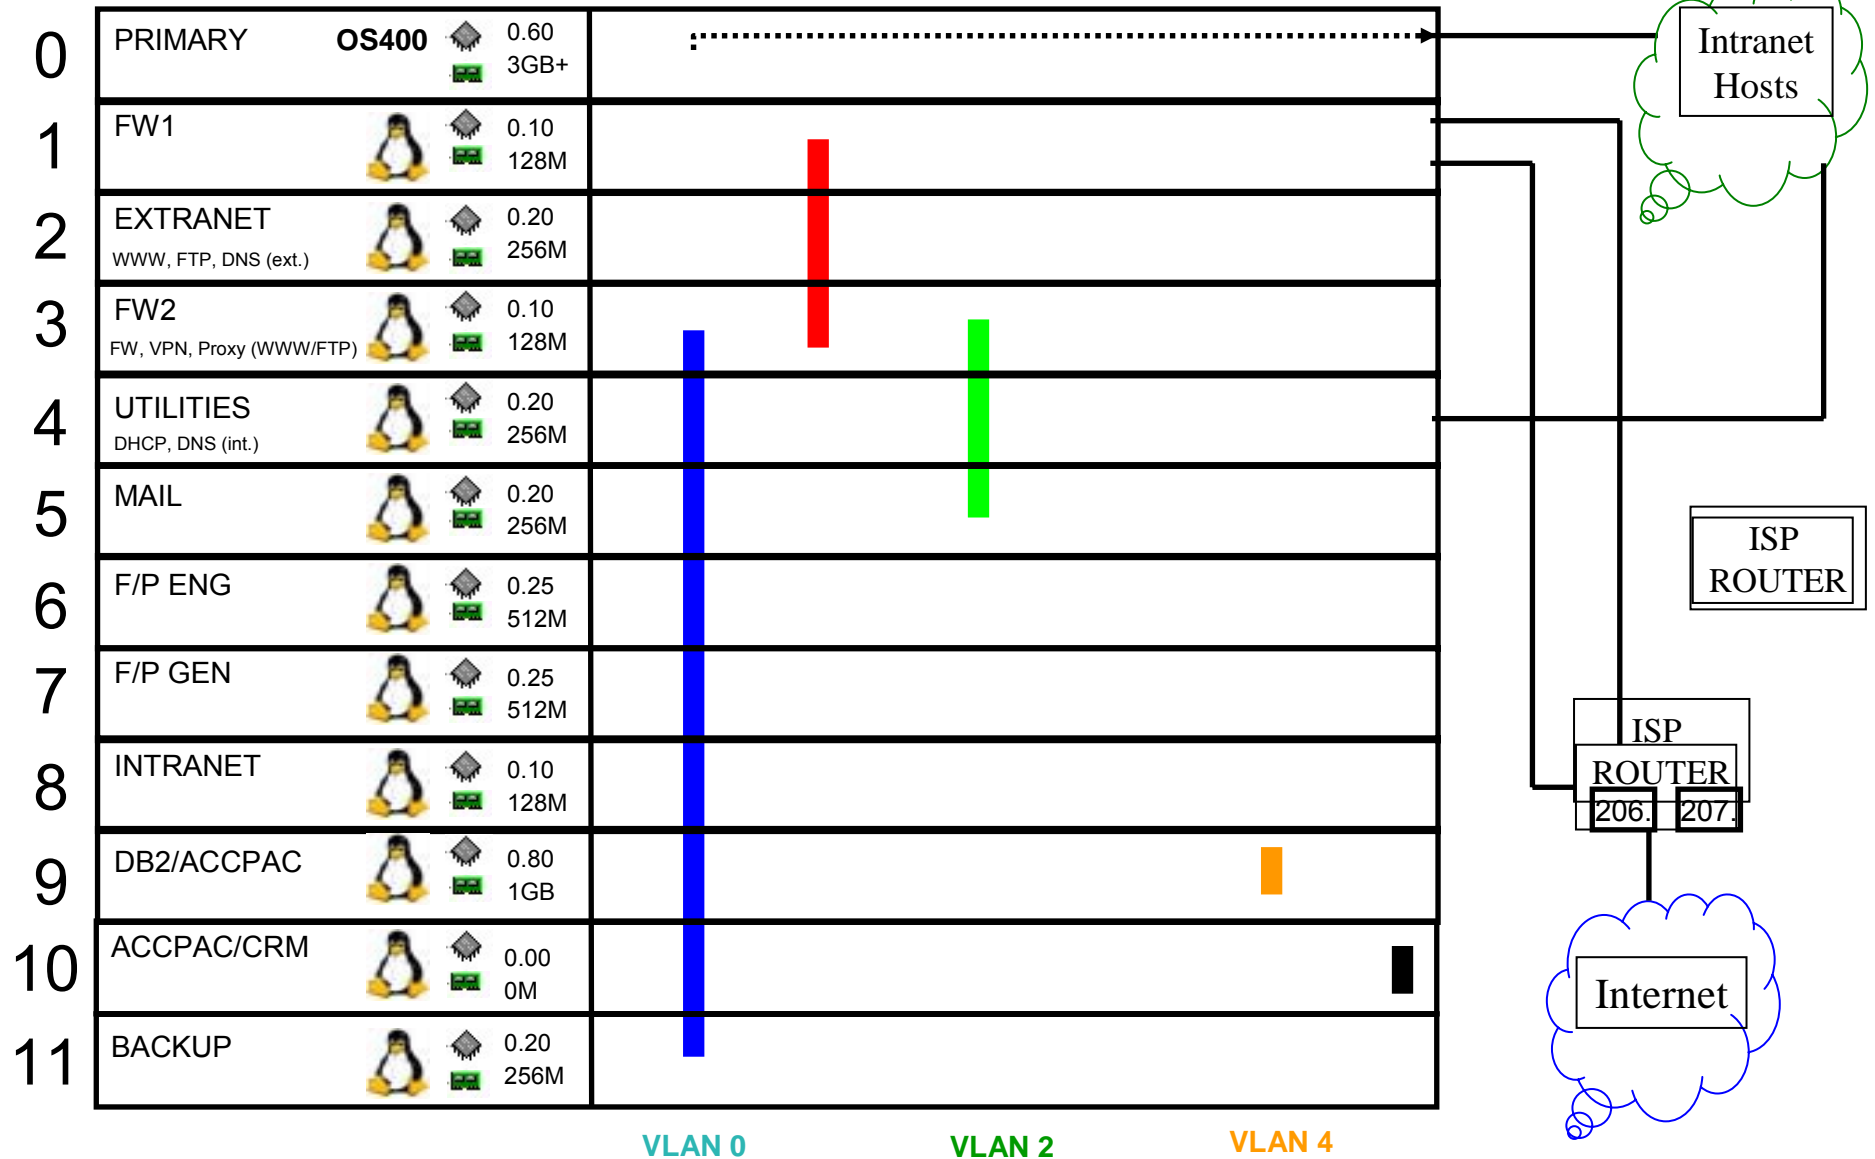 0
PRIMARY OS400 0.60
3GB+
1
FW1 0.10
128M
2
EXTRANET 0.20
WWW, FTP, DNS (ext.) 256M
3
FW2 0.10
FW, VPN, Proxy (WWW/FTP) 128M
4
UTILITIES 0.20
DHCP, DNS (int.) 256M
5
MAIL 0.20
256M
6
F/P ENG 0.25
512M
7
F/P GEN 0.25
512M
8
INTRANET 0.10
128M
9
DB2/ACCPAC 0.80
1GB
10
ACCPAC/CRM 0.00
0M
11
BACKUP 0.20
256M
VLAN 0 VLAN 2 VLAN 4
Intranet
Hosts
ISP
ROUTER
ISP
ROUTER
206. 207.
Internet